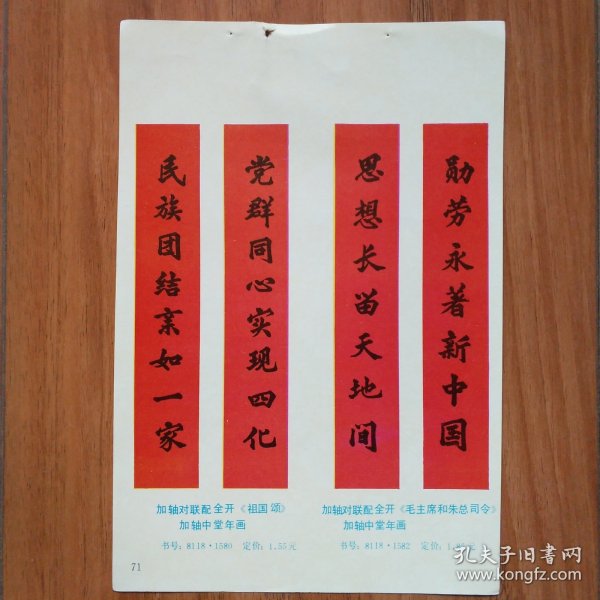 勋劳永著新中国
思想长留天地间
党群同心实现四化
民族团结亲如一家
加轴对联配全开《祖国颂》
加轴中堂年画
书号：8118·1580 定价：1.55元
加轴对联配全开《毛主席和朱总司令》
加轴中堂年画
书号：8118·1582 定价：
71
孔夫子旧书网
www.kongfz.com